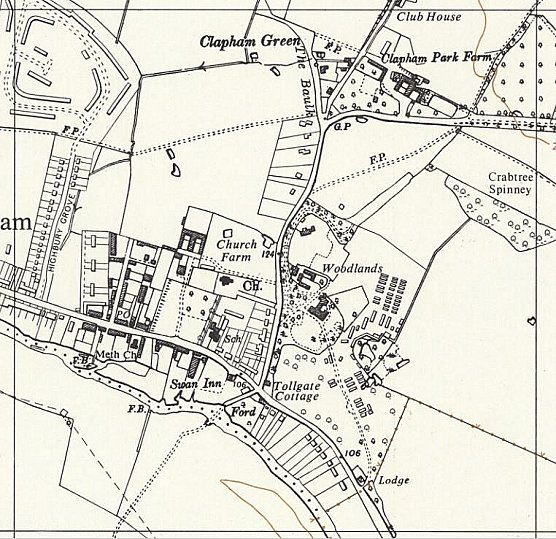 Club House
Clapham Green
F.P.
Clapham Park Farm
The Baulk
G.P
F.P.
F.P.
Crabtree
Spinney
HIGHBURY GROVE
am
Church
Farm
124
Woodlands
Ch.
PO
Sch
Meth Ch
F.B.
Swan Inn
106
Tollgate
Cottage
F.B.
Ford
106
Lodge